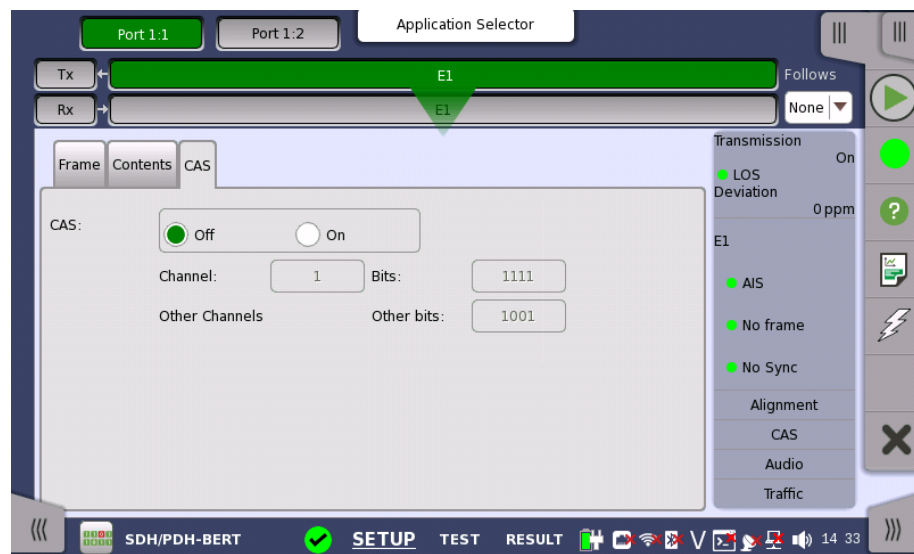 Application Selector
Port 1:1 Port 1:2
Tx E1 Follows
Rx E1 None
Frame Contents CAS
CAS: Off On
Channel: 1 Bits: 1111
Other Channels Other bits: 1001
Transmission
On
LOS
Deviation
0 ppm
E1
AIS
No frame
No Sync
Alignment
CAS
Audio
Traffic
SDH/PDH-BERT SETUP TEST RESULT 14 33